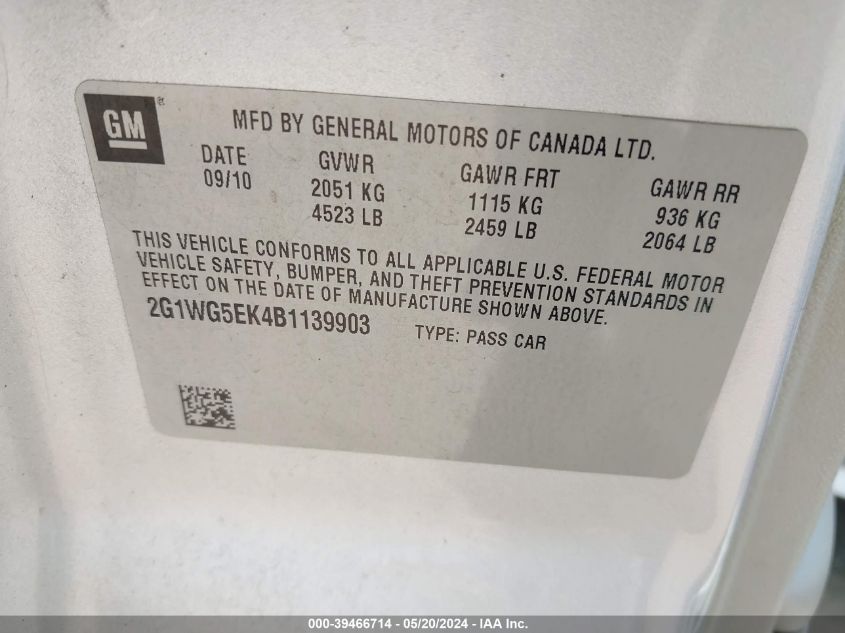 GM®
MFD BY GENERAL MOTORS OF CANADA LTD.
DATE GVWR GAWR FRT GAWR RR
09/10 2051 KG 1115 KG 936 KG
4523 LB 2459 LB 2064 LB
THIS VEHICLE CONFORMS TO ALL APPLICABLE U.S. FEDERAL MOTOR
VEHICLE SAFETY, BUMPER, AND THEFT PREVENTION STANDARDS IN
EFFECT ON THE DATE OF MANUFACTURE SHOWN ABOVE.
2G1WG5EK4B1139903 TYPE: PASS CAR
000-39466714 - 05/20/2024 - IAA Inc.